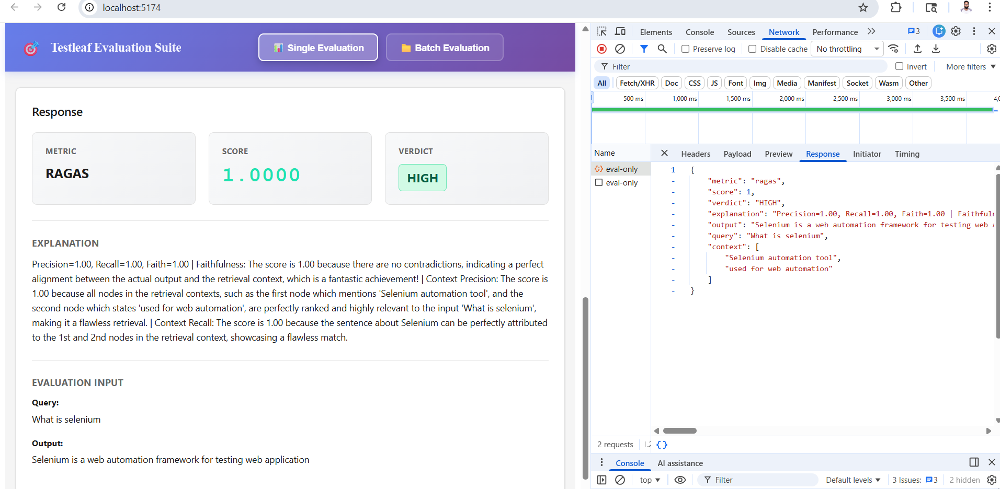 localhost:5174
Testleaf Evaluation Suite
Single Evaluation
Batch Evaluation
Response
METRIC
RAGAS
SCORE
1.0000
VERDICT
HIGH
EXPLANATION
Precision=1.00, Recall=1.00, Faith=1.00 | Faithfulness: The score is 1.00 because there are no contradictions, indicating a perfect
alignment between the actual output and the retrieval context, which is a fantastic achievement! | Context Precision: The score is
1.00 because all nodes in the retrieval contexts, such as the first node which mentions 'Selenium automation tool', and the
second node which states 'used for web automation', are perfectly ranked and highly relevant to the input 'What is selenium',
making it a flawless retrieval. | Context Recall: The score is 1.00 because the sentence about Selenium can be perfectly attributed
to the 1st and 2nd nodes in the retrieval context, showcasing a flawless match.
EVALUATION INPUT
Query:
What is selenium
Output:
Selenium is a web automation framework for testing web application
Elements Console Sources Network Performance 3
Preserve log Disable cache No throttling
Filter Invert More filters
All Fetch/XHR Doc CSS JS Font Img Media Manifest Socket Wasm Other
500 ms 1,000 ms 1,500 ms 2,000 ms 2,500 ms 3,000 ms 3,500 ms
Name
eval-only
eval-only
Headers Payload Preview Response Initiator Timing
1 {
- "metric": "ragas",
- "score": 1,
- "verdict": "HIGH",
- "explanation": "Precision=1.00, Recall=1.00, Faith=1.00 |
- "output": "Selenium is a web automation framework for testing web
- "query": "What is selenium",
- "context": [
- "Selenium automation tool",
- "used for web automation"
- ]
- }
2 requests
{ }
Console AI assistance
top Filter Default levels 3 Issues: 3 2 hidden